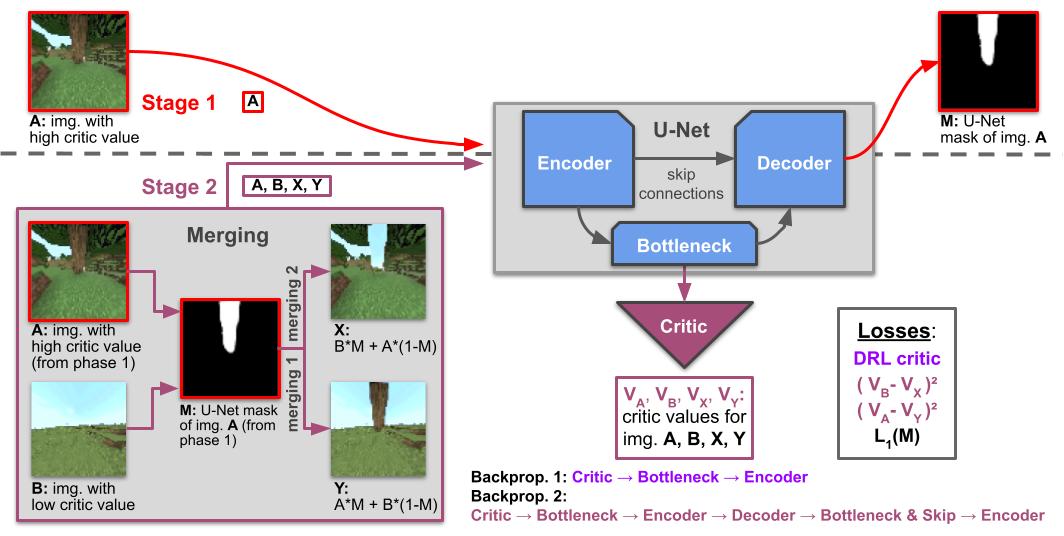 Stage 1
A
A: img. with
high critic value
M: U-Net
mask of img. A
U-Net
Encoder
Decoder
skip
connections
Bottleneck
Stage 2
A, B, X, Y
Merging
A: img. with
high critic value
(from phase 1)
merging 2
merging 1
X:
B*M + A*(1-M)
M: U-Net mask
of img. A (from
phase 1)
B: img. with
low critic value
Y:
A*M + B*(1-M)
Critic
V_A, V_B, V_X, V_Y:
critic values for
img. A, B, X, Y
Losses:
DRL critic
( V_B- V_X )²
( V_A- V_Y )²
L_1(M)
Backprop. 1: Critic → Bottleneck → Encoder
Backprop. 2:
Critic → Bottleneck → Encoder → Decoder → Bottleneck & Skip → Encoder